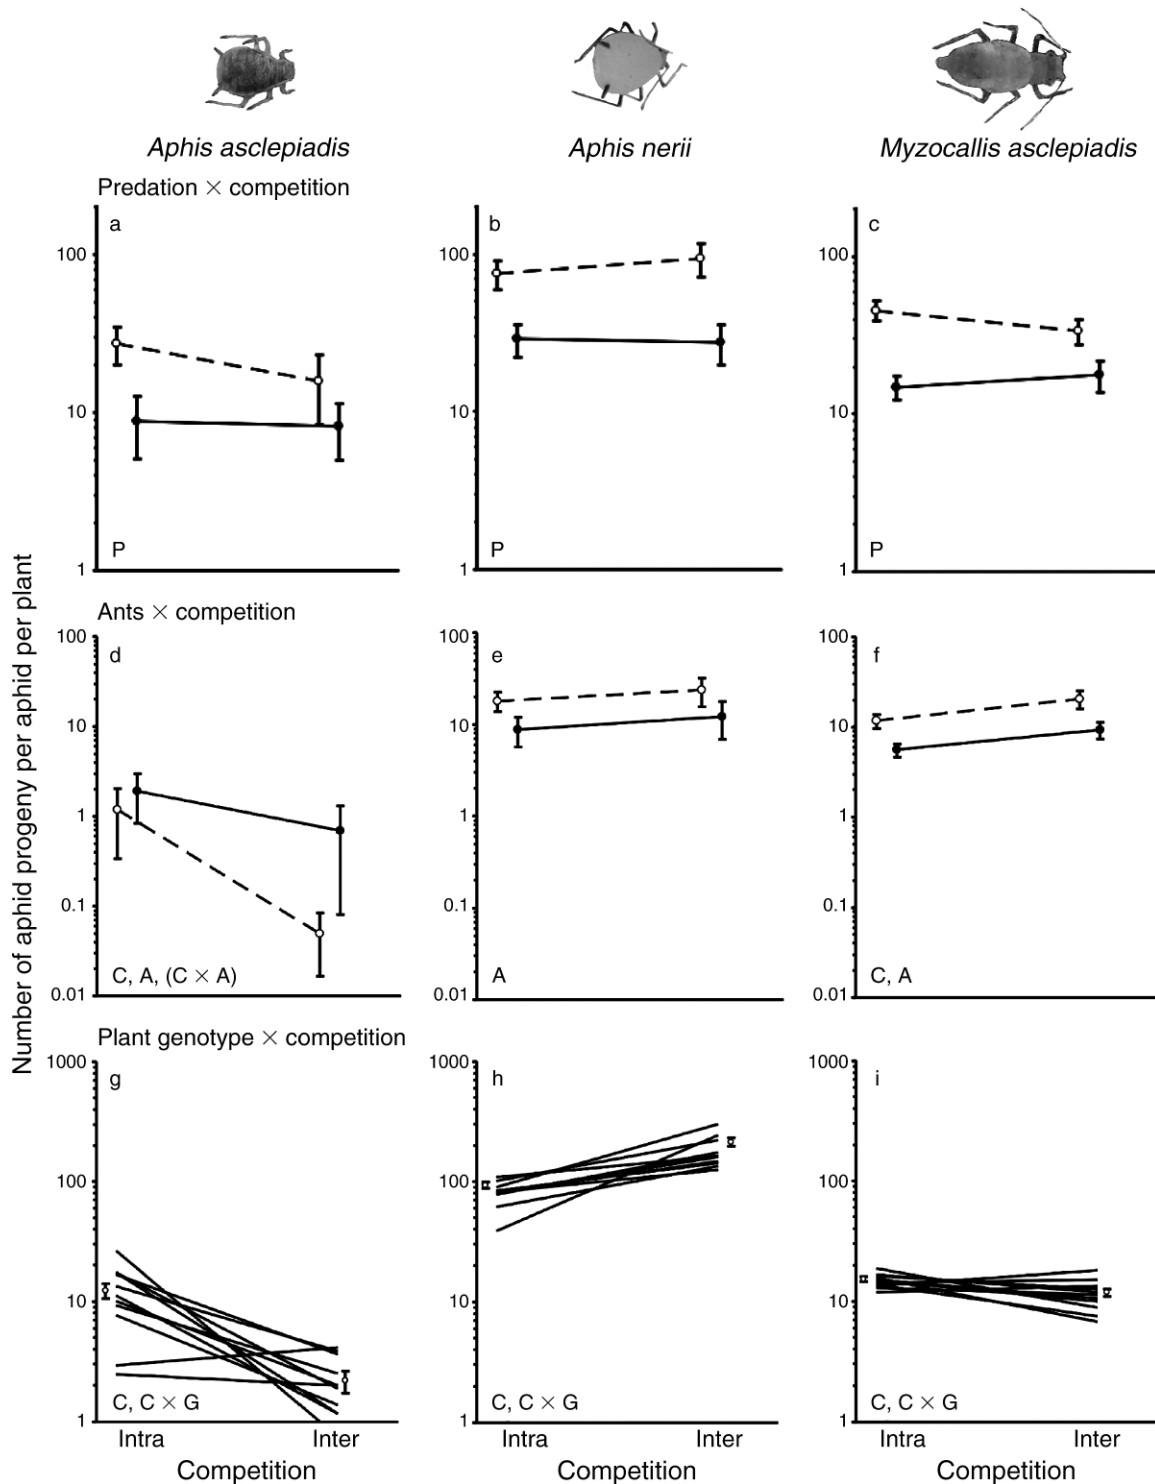 Aphis asclepiadis
Aphis nerii
Myzocallis asclepiadis
Number of aphid progeny per aphid per plant
Predation × competition
a
100
10
1
P
b
100
10
1
P
c
100
10
1
P
Ants × competition
d
100
10
1
0.1
0.01
C, A, (C × A)
e
100
10
1
0.1
0.01
A
f
100
10
1
0.1
0.01
C, A
Plant genotype × competition
g
1000
100
10
1
C, C × G
Intra
Inter
Competition
h
1000
100
10
1
C, C × G
Intra
Inter
Competition
i
1000
100
10
1
C, C × G
Intra
Inter
Competition